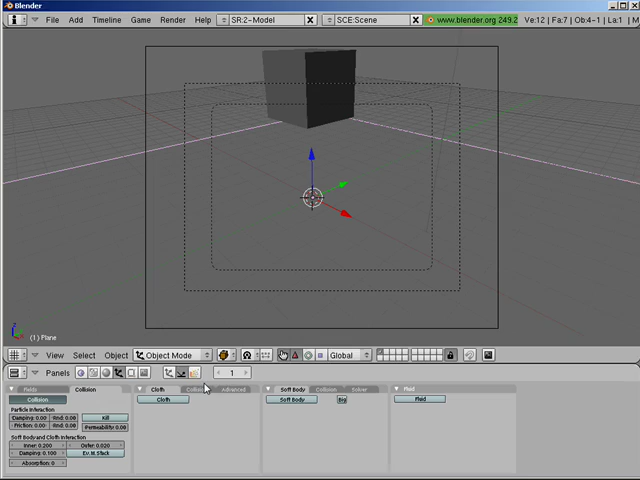 Blender
File Add Timeline Game Render Help SR:2-Model SCE:Scene www.blender.org 249.2 Ve:12 | Fa:7 | Ob:4-1 | La:1 | M
(1) Plane
View Select Object Object Mode Global
Panels 1
Fields Collision Cloth Collision Advanced Soft Body Collision Solver Fluid
Collision Cloth Soft Body Fluid
Particle Interaction
Damping: 0.00 Rnd: 0.00 Kill
Friction: 0.00 Rnd: 0.00 Permeability: 0.00
Soft Body and Cloth Interaction
Inner: 0.200 Outer: 0.020
Damping: 0.100 Ev.M.Stack
Absorption: 0